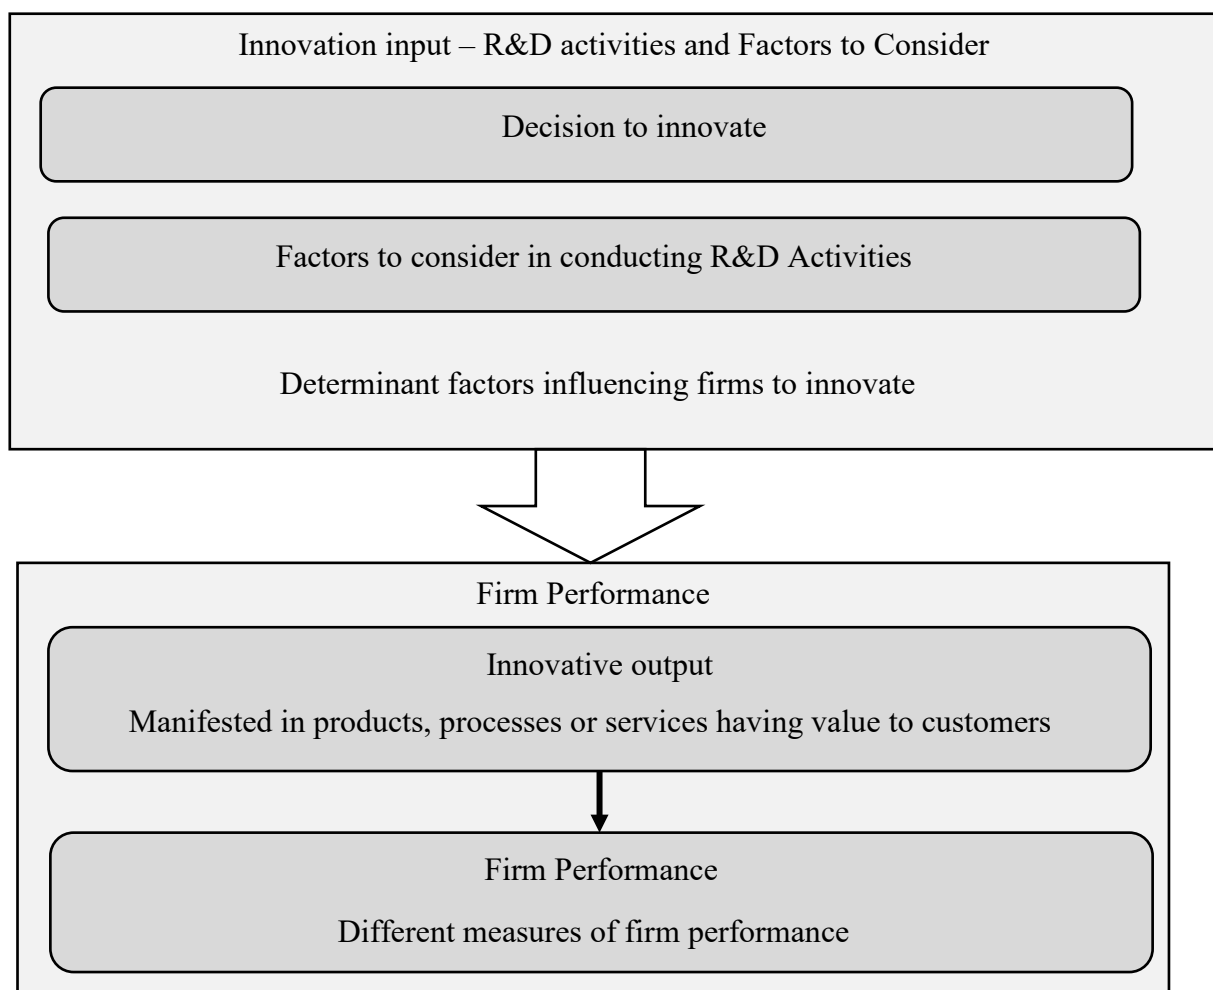 Innovation input – R&D activities and Factors to Consider
Decision to innovate
Factors to consider in conducting R&D Activities
Determinant factors influencing firms to innovate
Firm Performance
Innovative output
Manifested in products, processes or services having value to customers
Firm Performance
Different measures of firm performance